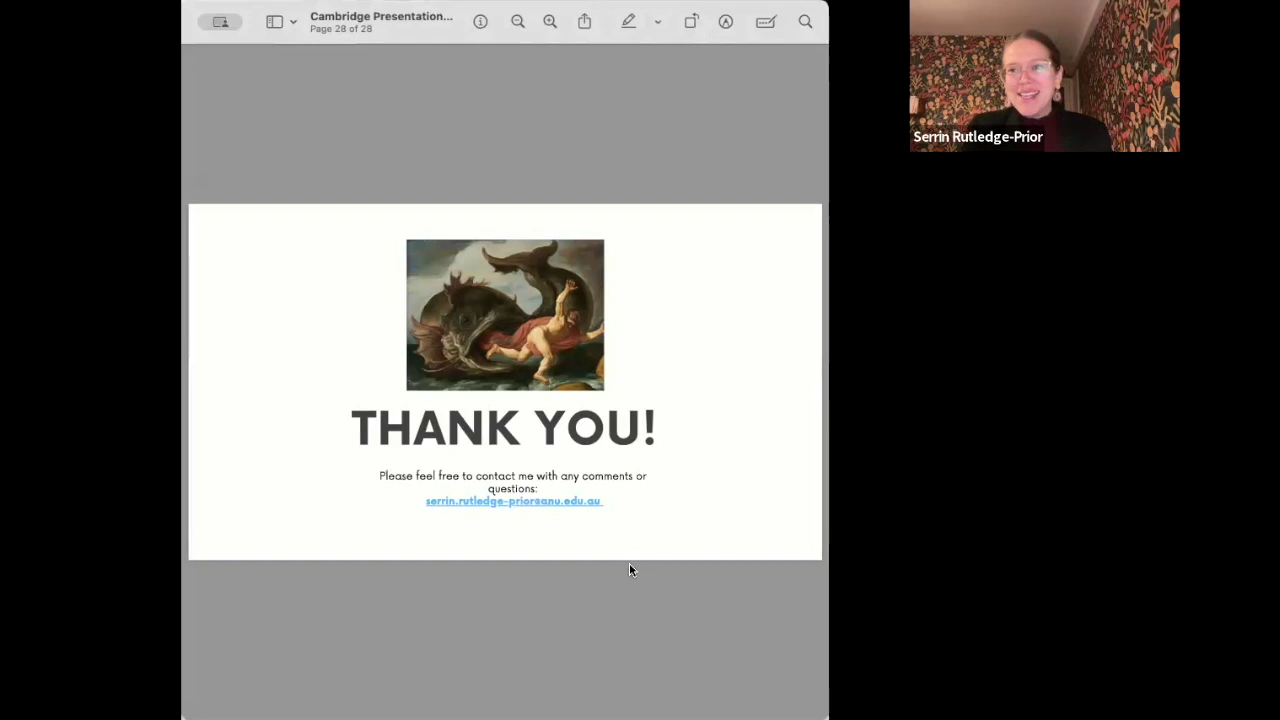 Cambridge Presentation...
Page 28 of 28
Serrin Rutledge-Prior
THANK YOU!
Please feel free to contact me with any comments or
questions:
serrin.rutledge-prior@anu.edu.au